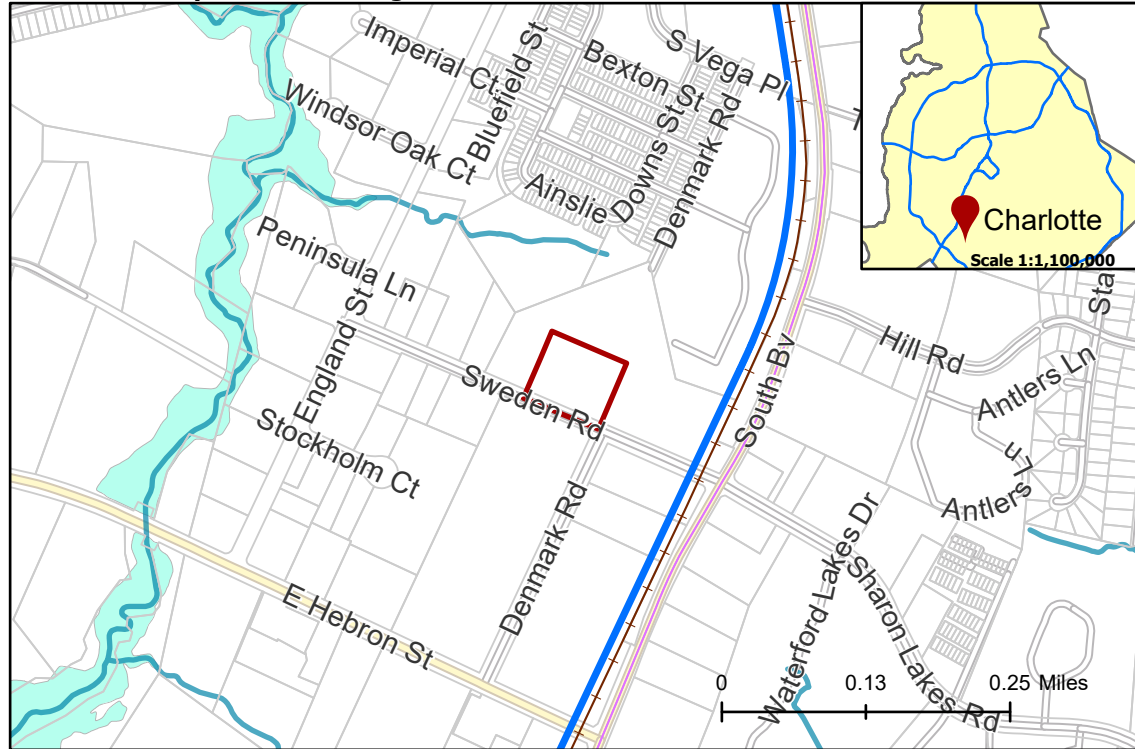 Imperial Ct
Bluefield St
Bexton St
S Vega Pl
Windsor Oak Ct
Downs St
Denmark Rd
Ainslie
Charlotte
Scale 1:1,100,000
Peninsula Ln
England St
Sweden Rd
South Bv
Hill Rd
Sta
Antlers Ln
Stockholm Ct
Antlers Ln
Denmark Rd
Waterford Lakes Dr
Sharon Lakes Rd
E Hebron St
0 0.13 0.25 Miles